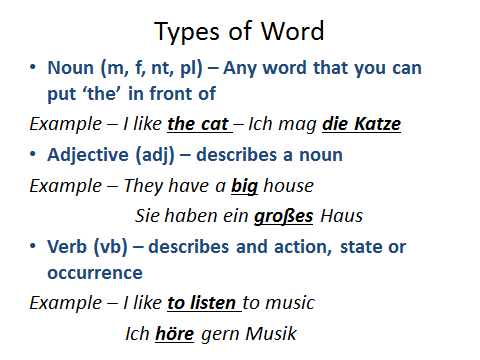 Types of Word
• Noun (m, f, nt, pl) – Any word that you can
put ‘the’ in front of
Example – I like the cat – Ich mag die Katze
• Adjective (adj) – describes a noun
Example – They have a big house
Sie haben ein großes Haus
• Verb (vb) – describes and action, state or
occurrence
Example – I like to listen to music
Ich höre gern Musik